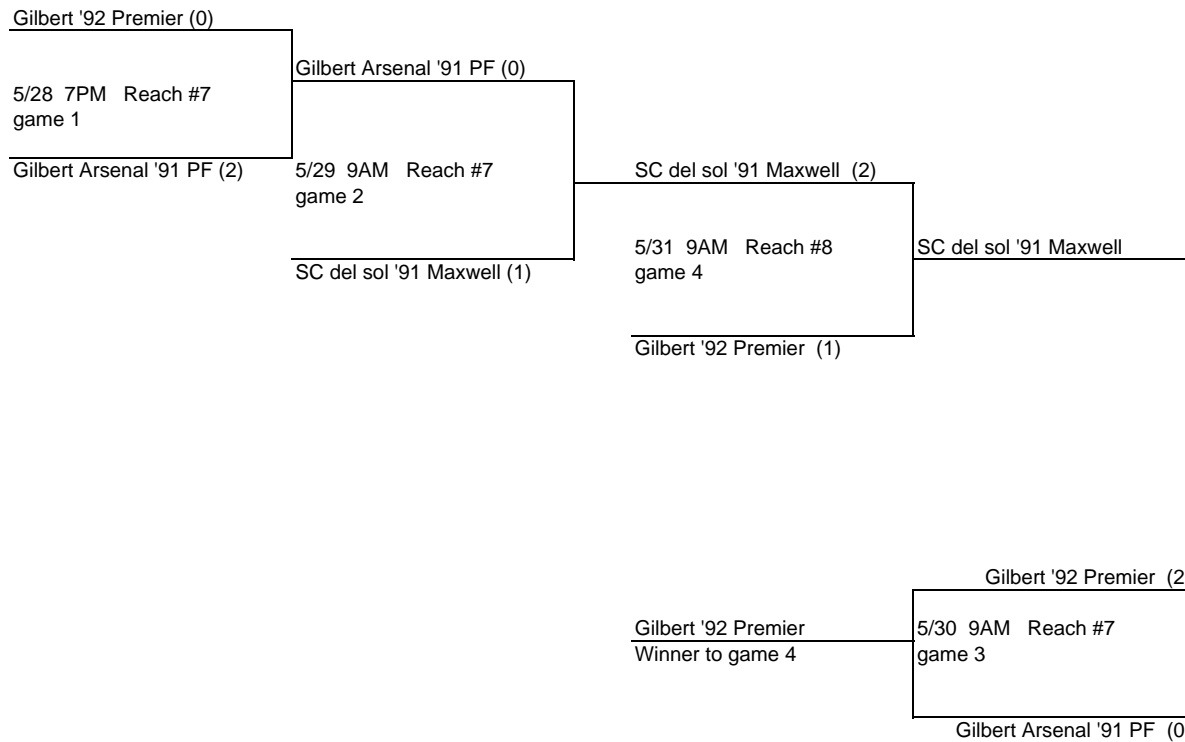 Gilbert '92 Premier (0)
Gilbert Arsenal '91 PF (0)
5/28 7PM Reach #7
game 1
Gilbert Arsenal '91 PF (2)
5/29 9AM Reach #7
game 2
SC del sol '91 Maxwell (2)
5/31 9AM Reach #8
game 4
SC del sol '91 Maxwell
SC del sol '91 Maxwell (1)
Gilbert '92 Premier (1)
Gilbert '92 Premier (2
Gilbert '92 Premier
Winner to game 4
5/30 9AM Reach #7
game 3
Gilbert Arsenal '91 PF (0